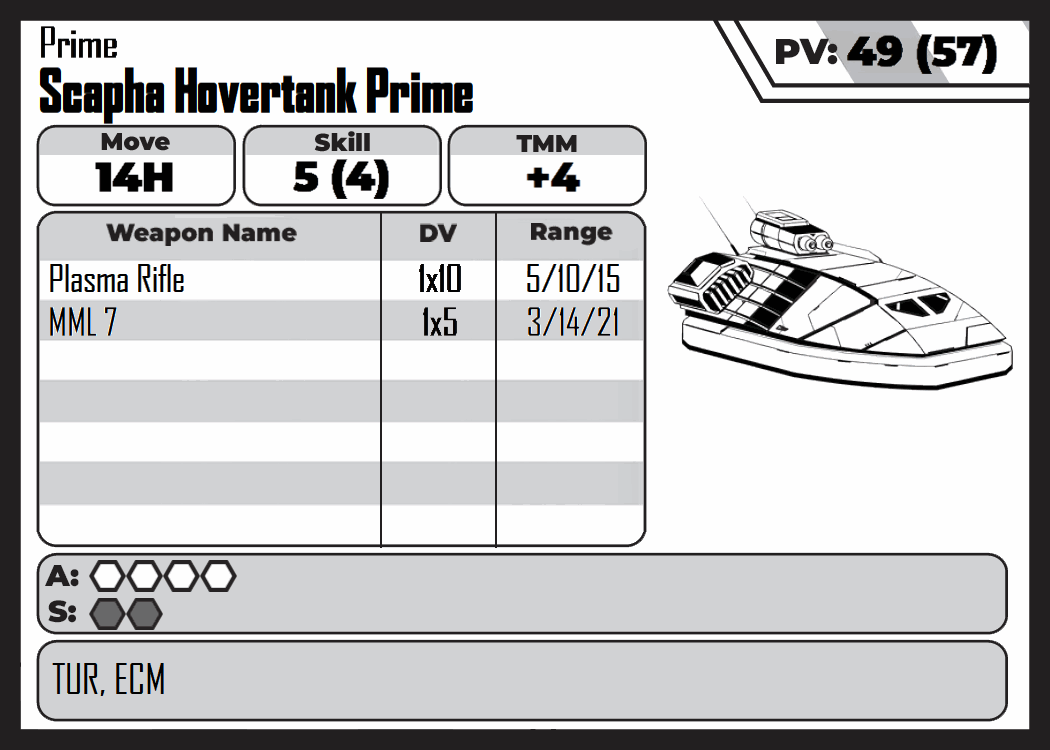 Prime
Scapha Hovertank Prime
PV: 49 (57)
Move Skill TMM
14H 5 (4) +4
Weapon Name DV Range
Plasma Rifle 1x10 5/10/15
MML 7 1x5 3/14/21
A:
S:
TUR, ECM